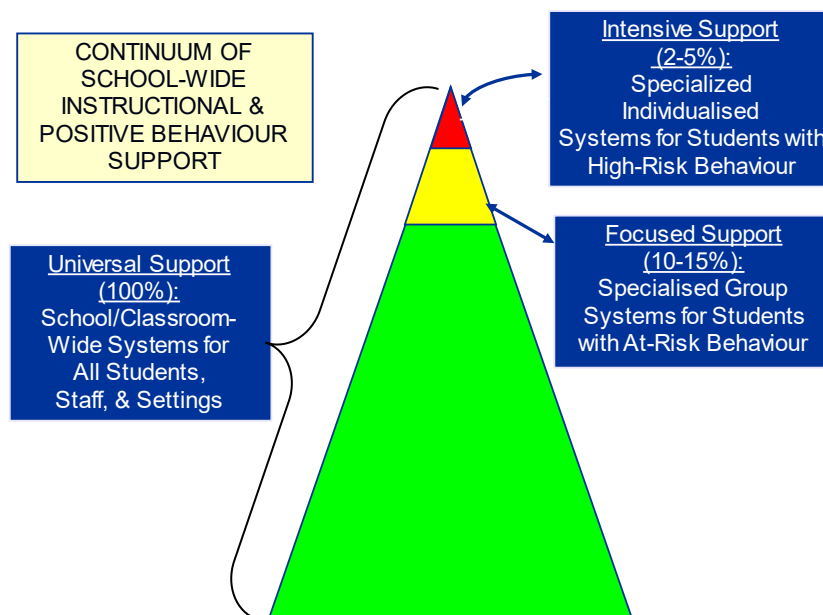 CONTINUUM OF
SCHOOL-WIDE
INSTRUCTIONAL &
POSITIVE BEHAVIOUR
SUPPORT
Intensive Support
(2-5%):
Specialized
Individualised
Systems for Students with
High-Risk Behaviour
Universal Support
(100%):
School/Classroom-
Wide Systems for
All Students,
Staff, & Settings
Focused Support
(10-15%):
Specialised Group
Systems for Students
with At-Risk Behaviour